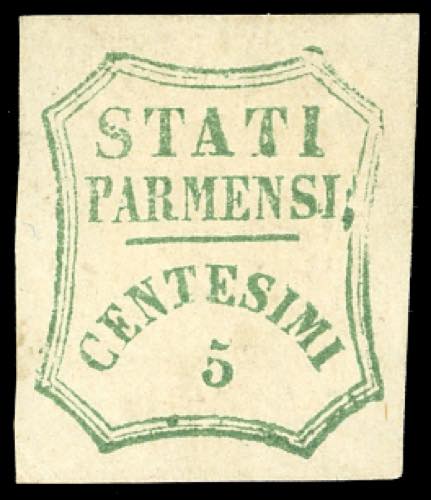 STATI
PARMENSI;
CENTESIMI
5